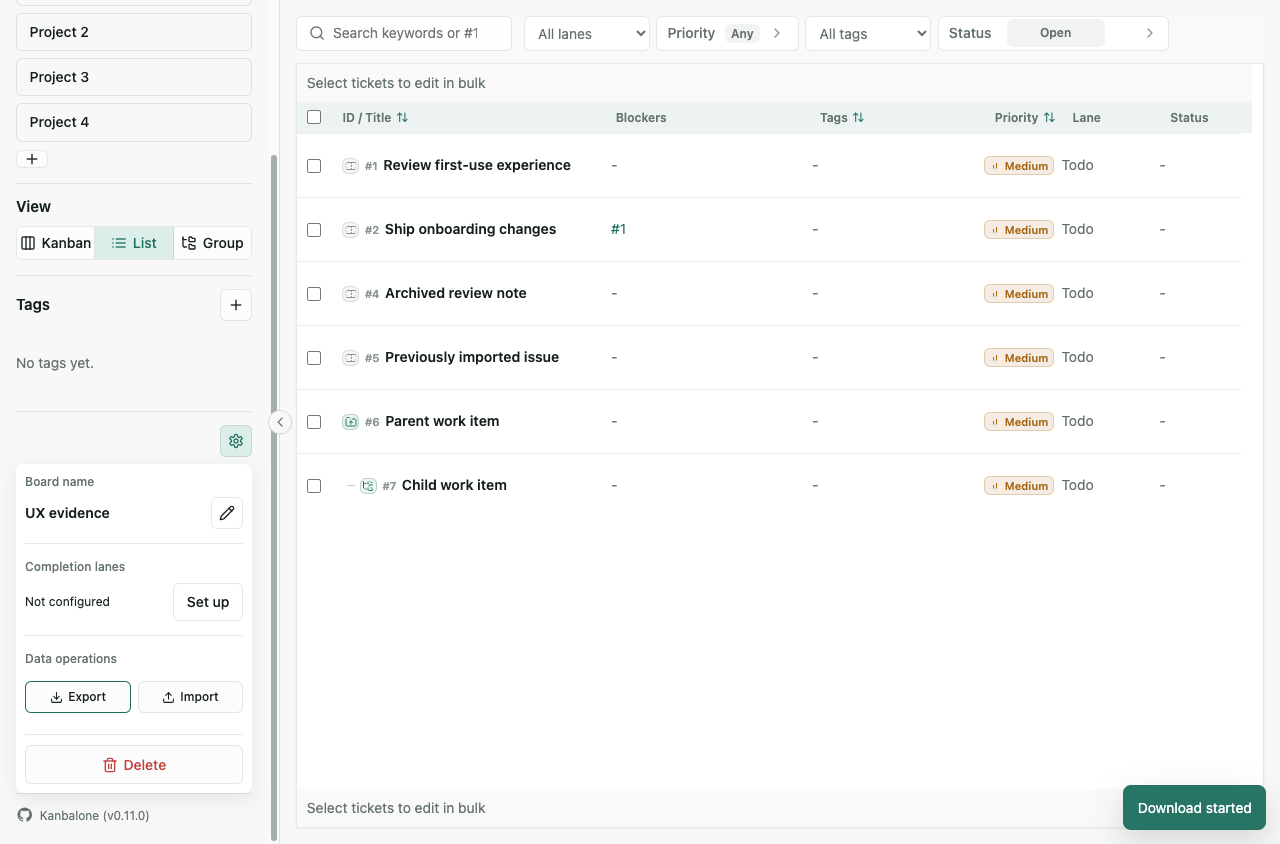 Project 2
Project 3
Project 4
View
Kanban
List
Group
Tags
No tags yet.
Board name
UX evidence
Completion lanes
Not configured
Set up
Data operations
Export
Import
Delete
Kanbalone (v0.11.0)
Search keywords or #1
All lanes
Priority Any
All tags
Status Open
Select tickets to edit in bulk
ID / Title Blockers Tags Priority Lane Status
#1 Review first-use experience - - Medium Todo -
#2 Ship onboarding changes #1 - Medium Todo -
#4 Archived review note - - Medium Todo -
#5 Previously imported issue - - Medium Todo -
#6 Parent work item - - Medium Todo -
#7 Child work item - - Medium Todo -
Select tickets to edit in bulk
Download started